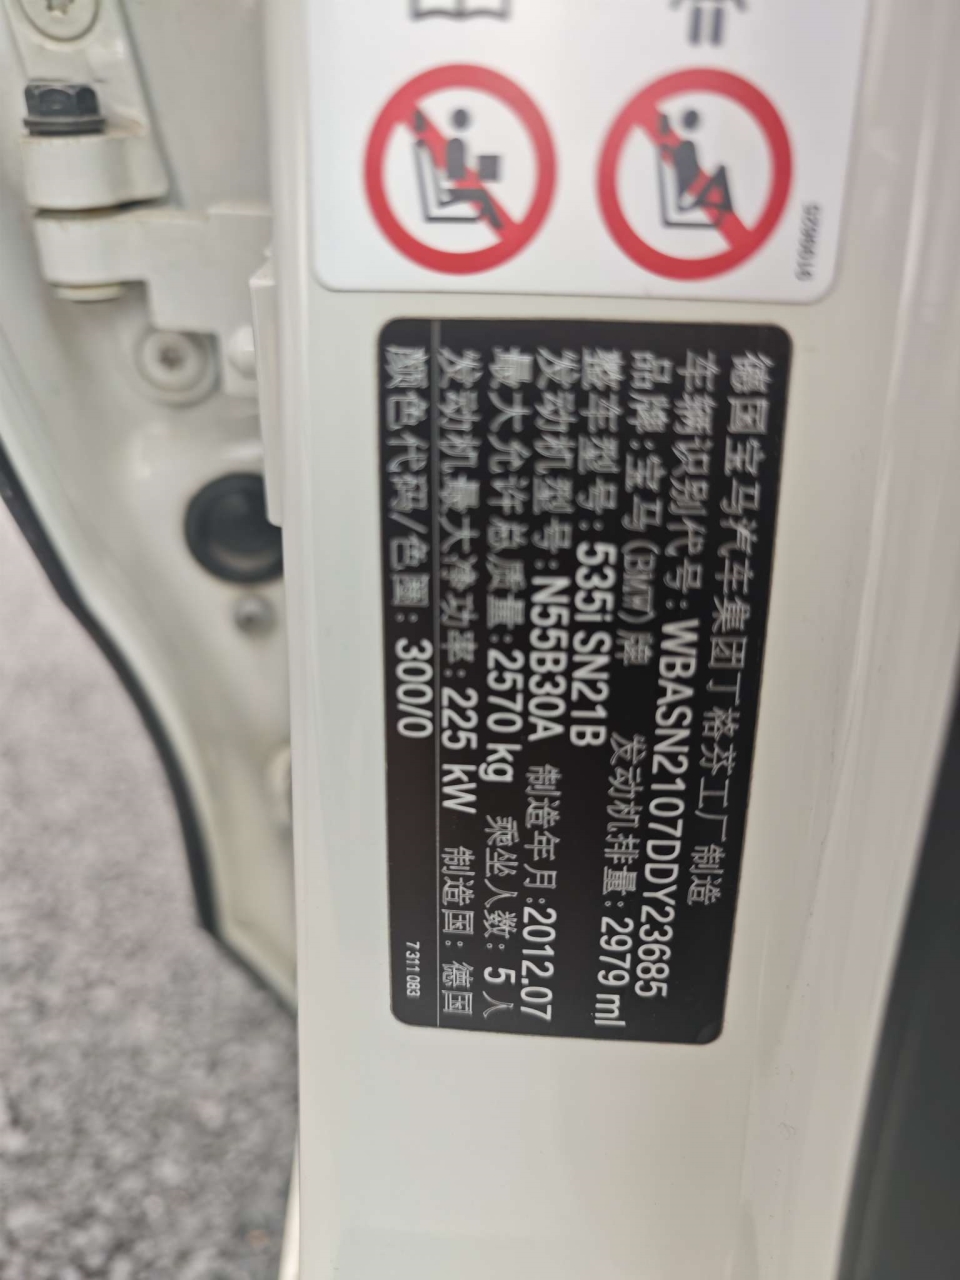 德国宝马汽车集团丁格芬工厂制造
车辆识别代号: WBASN2107DDY23685
品牌: 宝马(BMW)牌 发动机排量: 2979 ml
整车型号: 535i SN21B
发动机型号: N55B30A 制造年月: 2012.07
最大允许总质量: 2570 kg 乘坐人数: 5 人
发动机最大净功率: 225 kW 制造国: 德国
颜色代码/色圈: 300/0
7 311 083